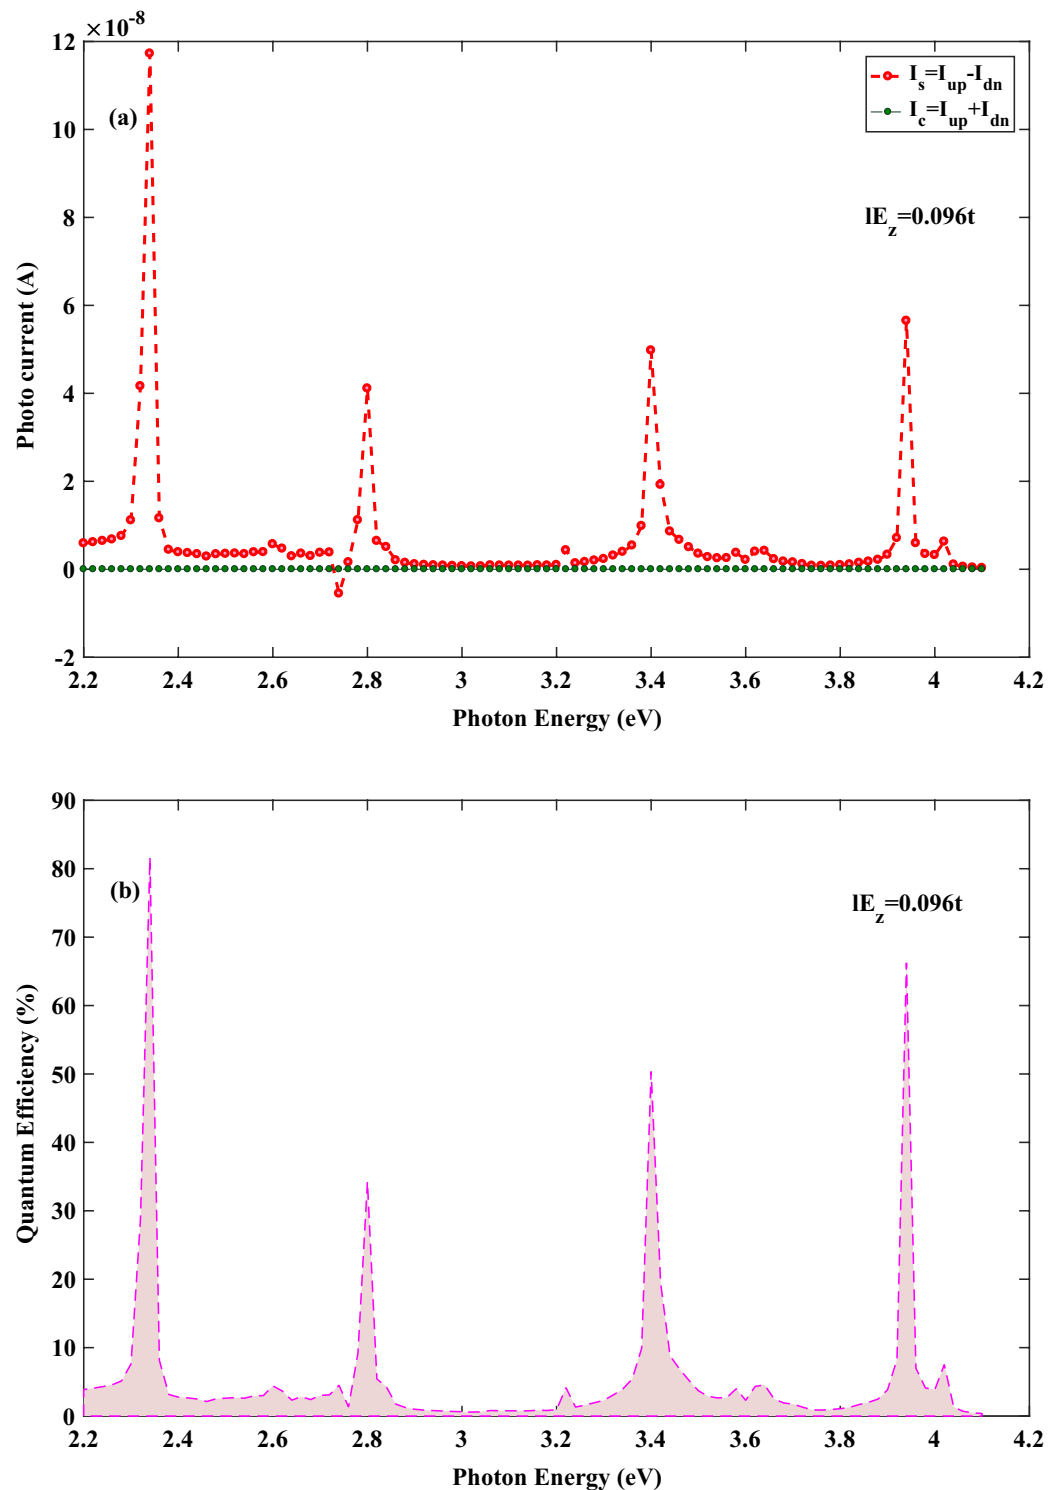 ×10-8
12
10
8
6
4
2
0
-2
(a)
I_s=I_up-I_dn
I_c=I_up+I_dn
lE_z=0.096t
Photo current (A)
2.2 2.4 2.6 2.8 3 3.2 3.4 3.6 3.8 4 4.2
Photon Energy (eV)
90
80
70
60
50
40
30
20
10
0
(b)
lE_z=0.096t
Quantum Efficiency (%)
2.2 2.4 2.6 2.8 3 3.2 3.4 3.6 3.8 4 4.2
Photon Energy (eV)